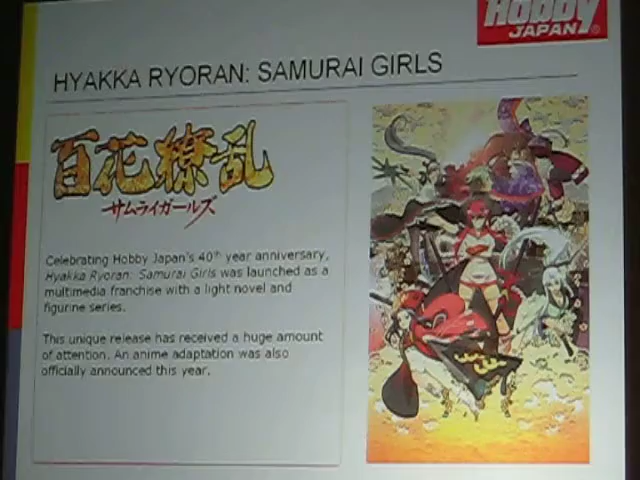 Hobby
JAPAN®
HYAKKA RYORAN: SAMURAI GIRLS
百花繚乱
サムライガールズ
Celebrating Hobby Japan's 40th year anniversary,
Hyakka Ryoran: Samurai Girls was launched as a
multimedia franchise with a light novel and
figurine series.
This unique release has received a huge amount
of attention. An anime adaptation was also
officially announced this year.